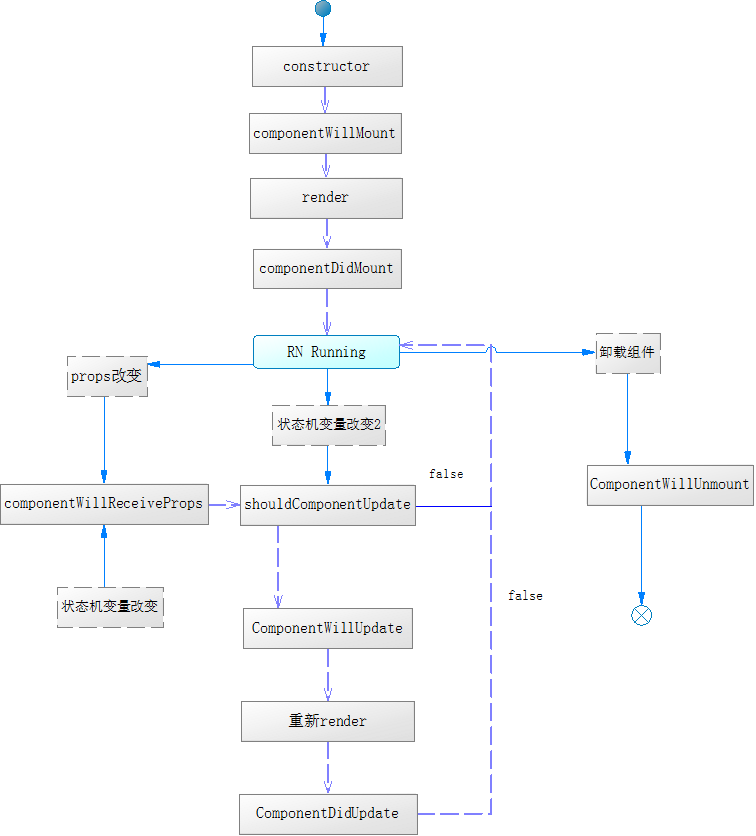 constructor
componentWillMount
render
componentDidMount
RN Running
卸载组件
props改变
状态机变量改变2
false
componentWillReceiveProps
shouldComponentUpdate
ComponentWillUnmount
状态机变量改变
false
ComponentWillUpdate
重新render
ComponentDidUpdate